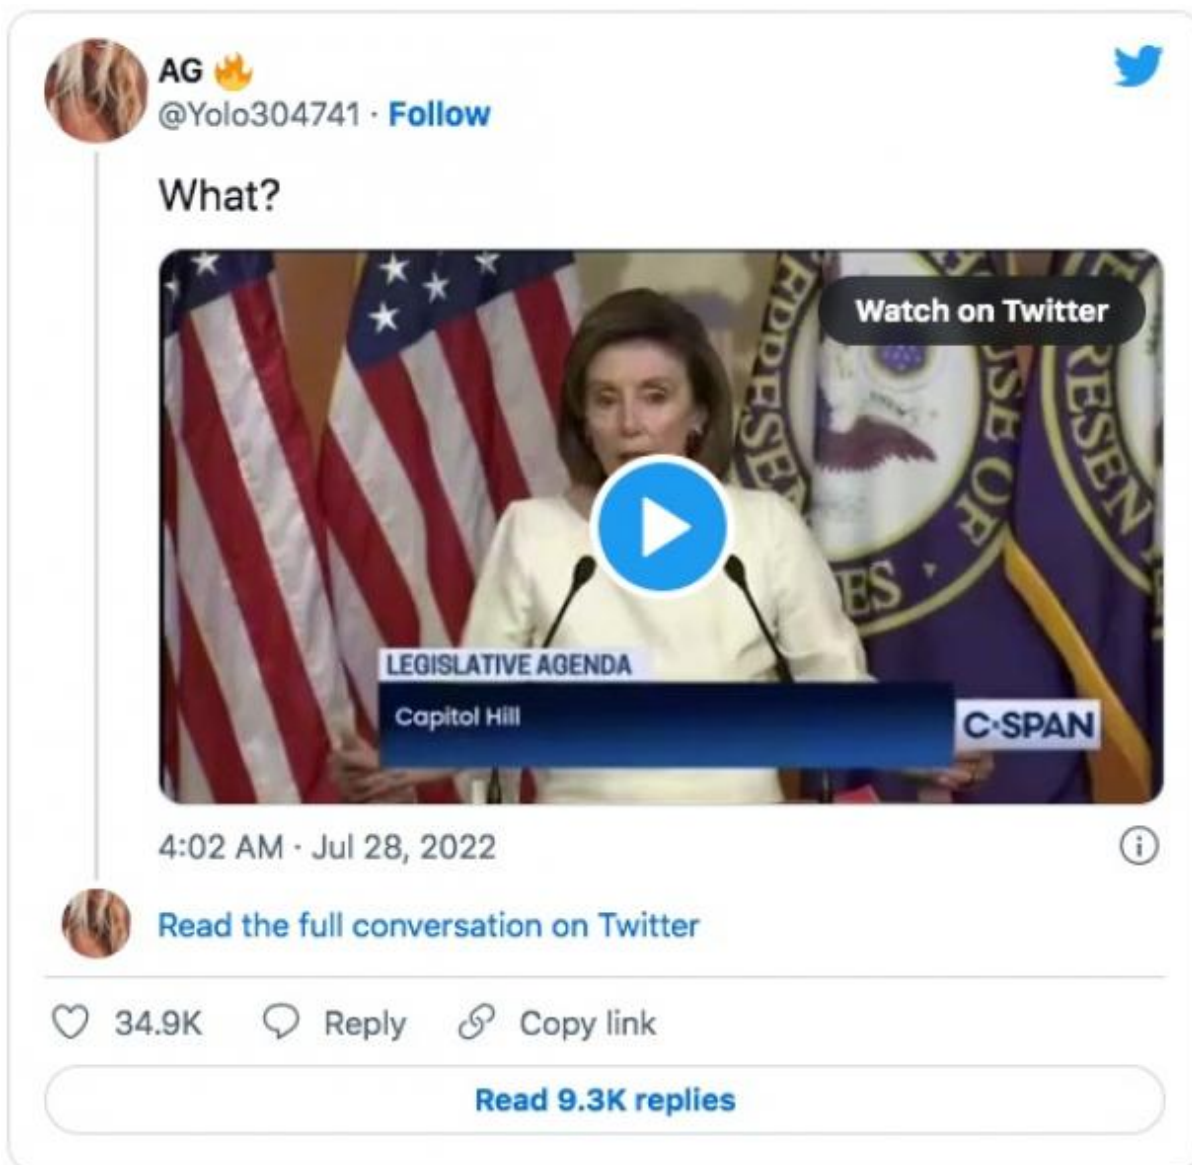 AG
@Yolo304741 · Follow
What?
Watch on Twitter
LEGISLATIVE AGENDA
Capitol Hill
C·SPAN
4:02 AM · Jul 28, 2022
Read the full conversation on Twitter
34.9K Reply Copy link
Read 9.3K replies